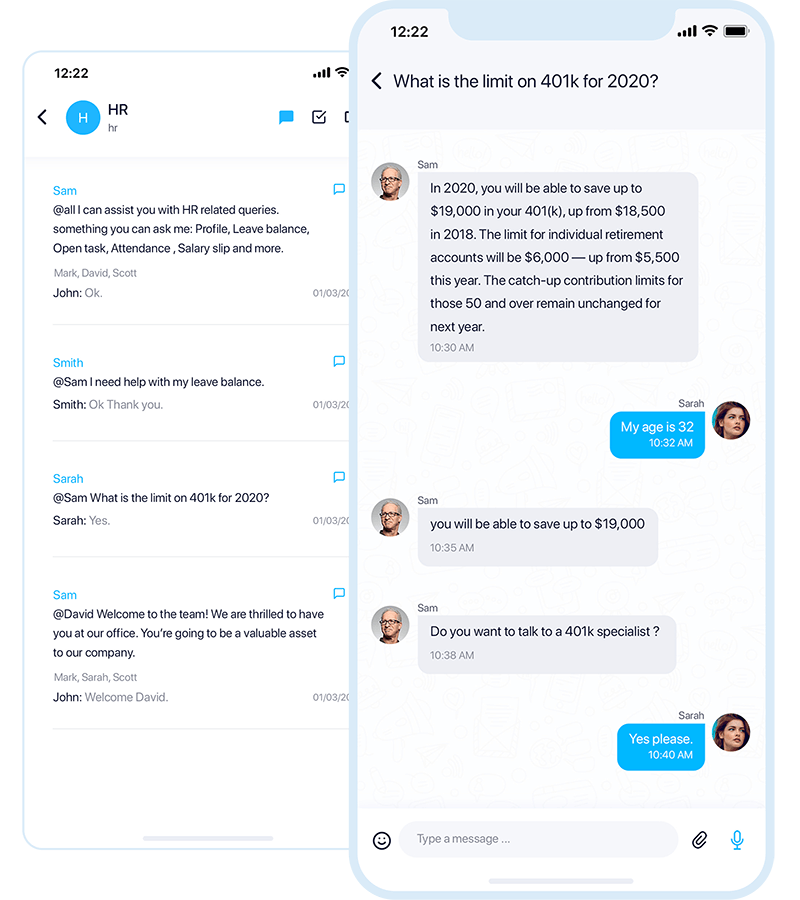 12:22
H
HR
hr
Sam
@all I can assist you with HR related queries.
something you can ask me: Profile, Leave balance,
Open task, Attendance , Salary slip and more.
Mark, David, Scott
John: Ok.
01/03/20
Smith
@Sam I need help with my leave balance.
Smith: Ok Thank you.
01/03/20
Sarah
@Sam What is the limit on 401k for 2020?
Sarah: Yes.
01/03/20
Sam
@David Welcome to the team! We are thrilled to have
you at our office. You’re going to be a valuable asset
to our company.
Mark, Sarah, Scott
John: Welcome David.
01/03/20
12:22
What is the limit on 401k for 2020?
Sam
In 2020, you will be able to save up to
$19,000 in your 401(k), up from $18,500
in 2018. The limit for individual retirement
accounts will be $6,000 — up from $5,500
this year. The catch-up contribution limits for
those 50 and over remain unchanged for
next year.
10:30 AM
Sarah
My age is 32
10:32 AM
Sam
you will be able to save up to $19,000
10:35 AM
Sam
Do you want to talk to a 401k specialist ?
10:38 AM
Sarah
Yes please.
10:40 AM
Type a message ...